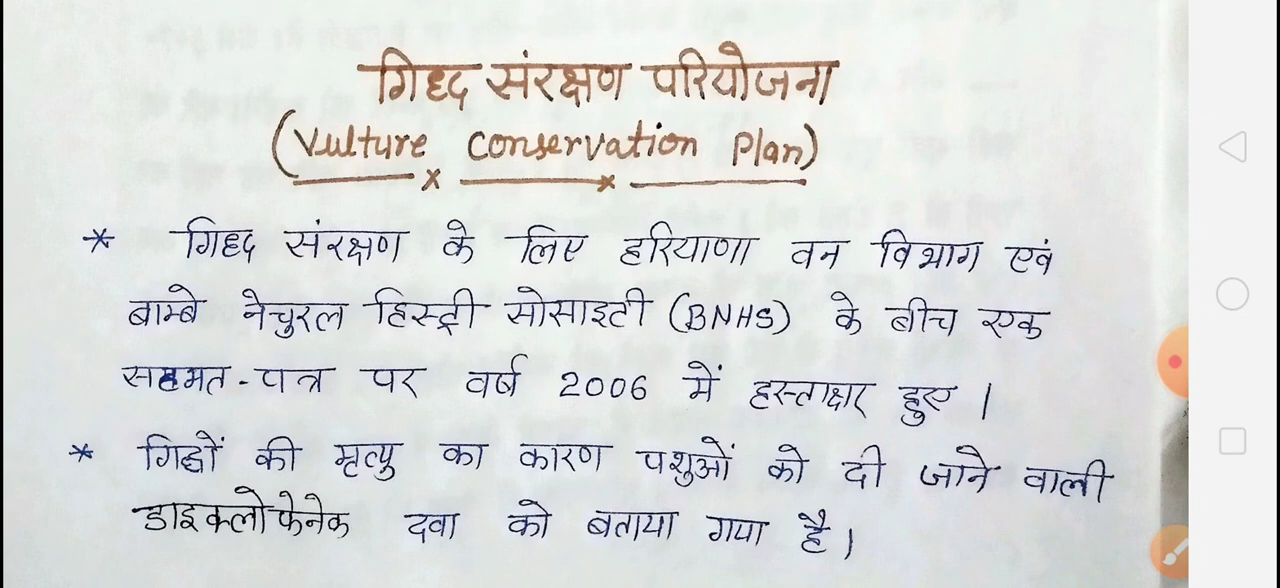 गिध्द संरक्षण परियोजना
(Vulture Conservation Plan)
* गिध्द संरक्षण के लिए हरियाणा वन विभाग एवं
बाम्बे नेचुरल हिस्ट्री सोसाइटी (BNHS) के बीच एक
सहमत-पत्र पर वर्ष 2006 में हस्ताक्षर हुए।
* गिद्धों की मृत्यु का कारण पशुओं को दी जाने वाली
डाइक्लोफेनेक दवा को बताया गया है।